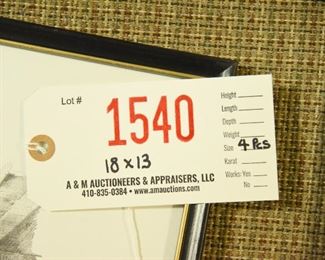 Lot #
1540
18 x 13
A & M AUCTIONEERS & APPRAISERS, LLC
410-835-0384 • www.amauctions.com
Height
Length
Depth
Weight
Size 4 Pcs
Karat
Works: Yes
No